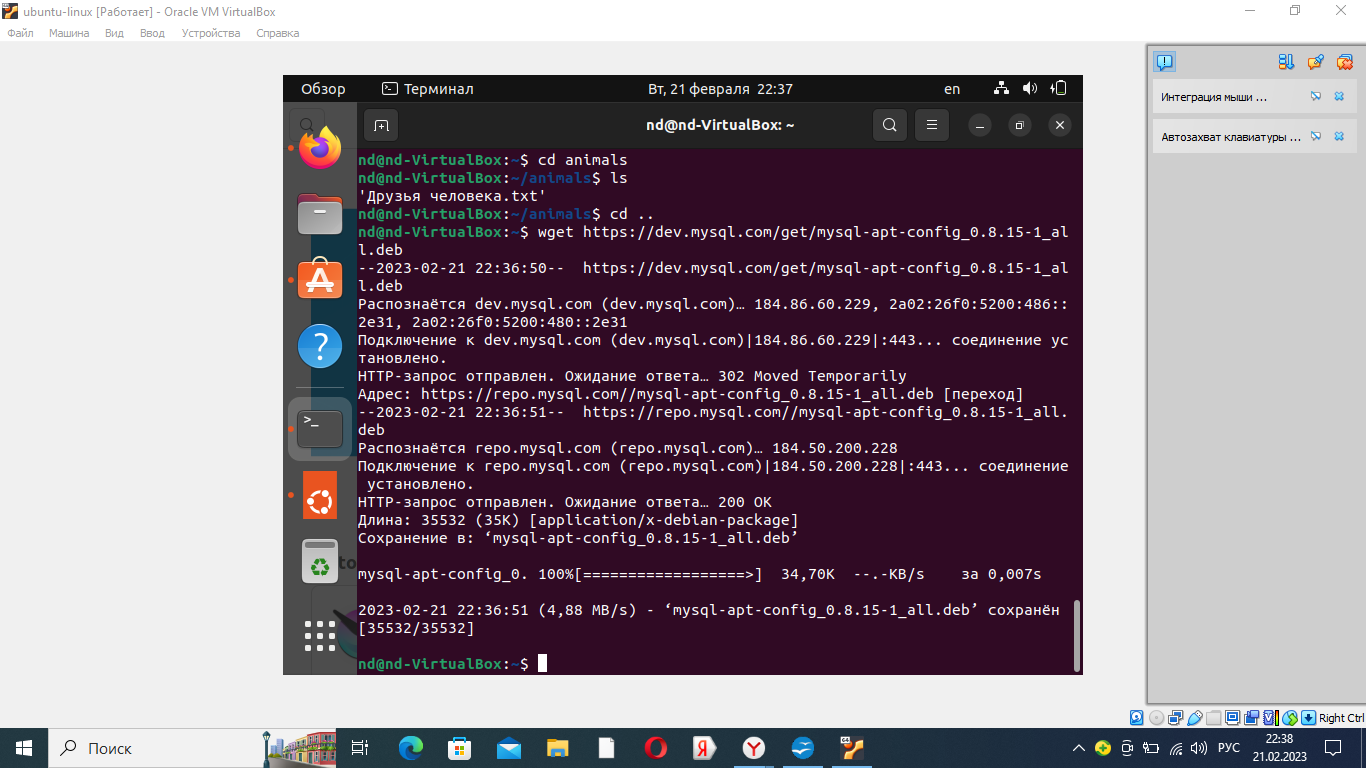 ubuntu-linux [Работает] - Oracle VM VirtualBox
Файл Машина Вид Ввод Устройства Справка
Обзор Терминал Вт, 21 февраля 22:37 en
nd@nd-VirtualBox: ~
nd@nd-VirtualBox:~$ cd animals
nd@nd-VirtualBox:~/animals$ ls
'Друзья человека.txt'
nd@nd-VirtualBox:~/animals$ cd ..
nd@nd-VirtualBox:~$ wget https://dev.mysql.com/get/mysql-apt-config_0.8.15-1_al
l.deb
--2023-02-21 22:36:50-- https://dev.mysql.com/get/mysql-apt-config_0.8.15-1_al
l.deb
Распознаётся dev.mysql.com (dev.mysql.com)… 184.86.60.229, 2a02:26f0:5200:486::
2e31, 2a02:26f0:5200:480::2e31
Подключение к dev.mysql.com (dev.mysql.com)|184.86.60.229|:443... соединение ус
тановлено.
HTTP-запрос отправлен. Ожидание ответа… 302 Moved Temporarily
Адрес: https://repo.mysql.com//mysql-apt-config_0.8.15-1_all.deb [переход]
--2023-02-21 22:36:51-- https://repo.mysql.com//mysql-apt-config_0.8.15-1_all.
deb
Распознаётся repo.mysql.com (repo.mysql.com)… 184.50.200.228
Подключение к repo.mysql.com (repo.mysql.com)|184.50.200.228|:443... соединение
установлено.
HTTP-запрос отправлен. Ожидание ответа… 200 OK
Длина: 35532 (35K) [application/x-debian-package]
Сохранение в: ‘mysql-apt-config_0.8.15-1_all.deb’
mysql-apt-config_0. 100%[==================>] 34,70K --.-KB/s за 0,007s
2023-02-21 22:36:51 (4,88 MB/s) - ‘mysql-apt-config_0.8.15-1_all.deb’ сохранён
[35532/35532]
nd@nd-VirtualBox:~$
Интеграция мыши ...
Автозахват клавиатуры ...
Right Ctrl
Поиск
РУС
22:38
21.02.2023